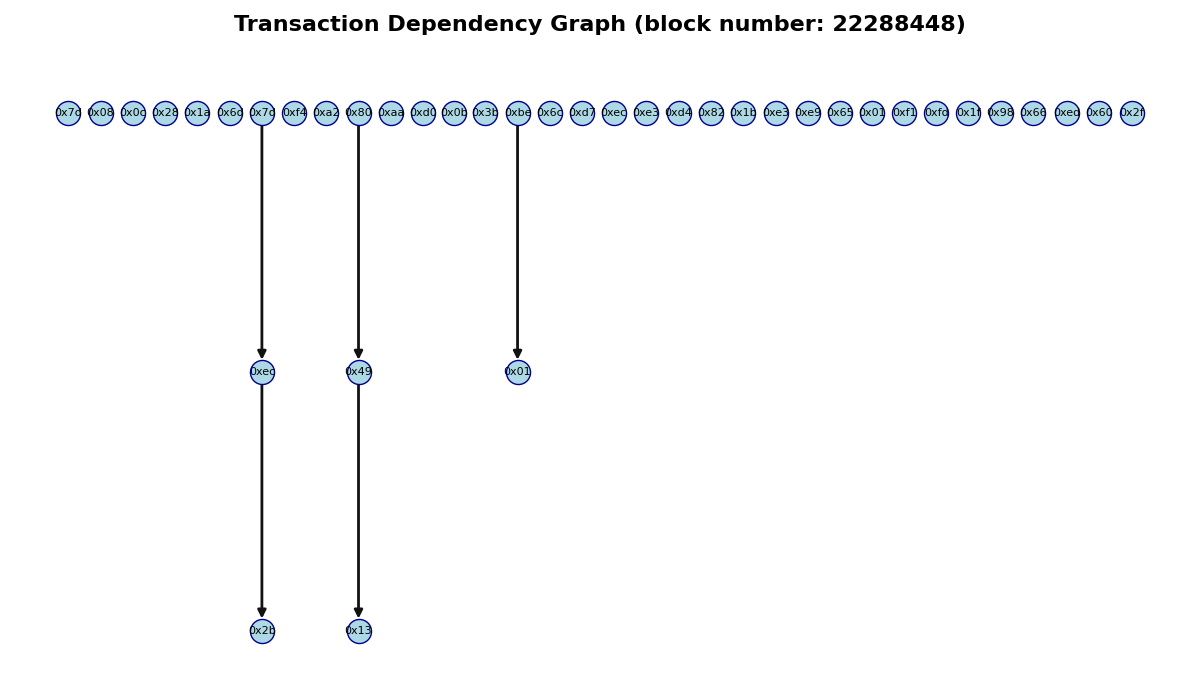 Transaction Dependency Graph (block number: 22288448)
0x7d 0x08 0x0c 0x28 0x1a 0x6d 0x7d 0xf4 0xa2 0x80 0xaa 0xd0 0x0b 0x3b 0xbe 0x6c 0xd7 0xec 0xe3 0xd4 0x82 0x1b 0xe3 0xe9 0x65 0x01 0xf1 0xfd 0x1f 0x98 0x66 0xed 0x60 0x2f
0xec 0x49 0x01
0x2b 0x13